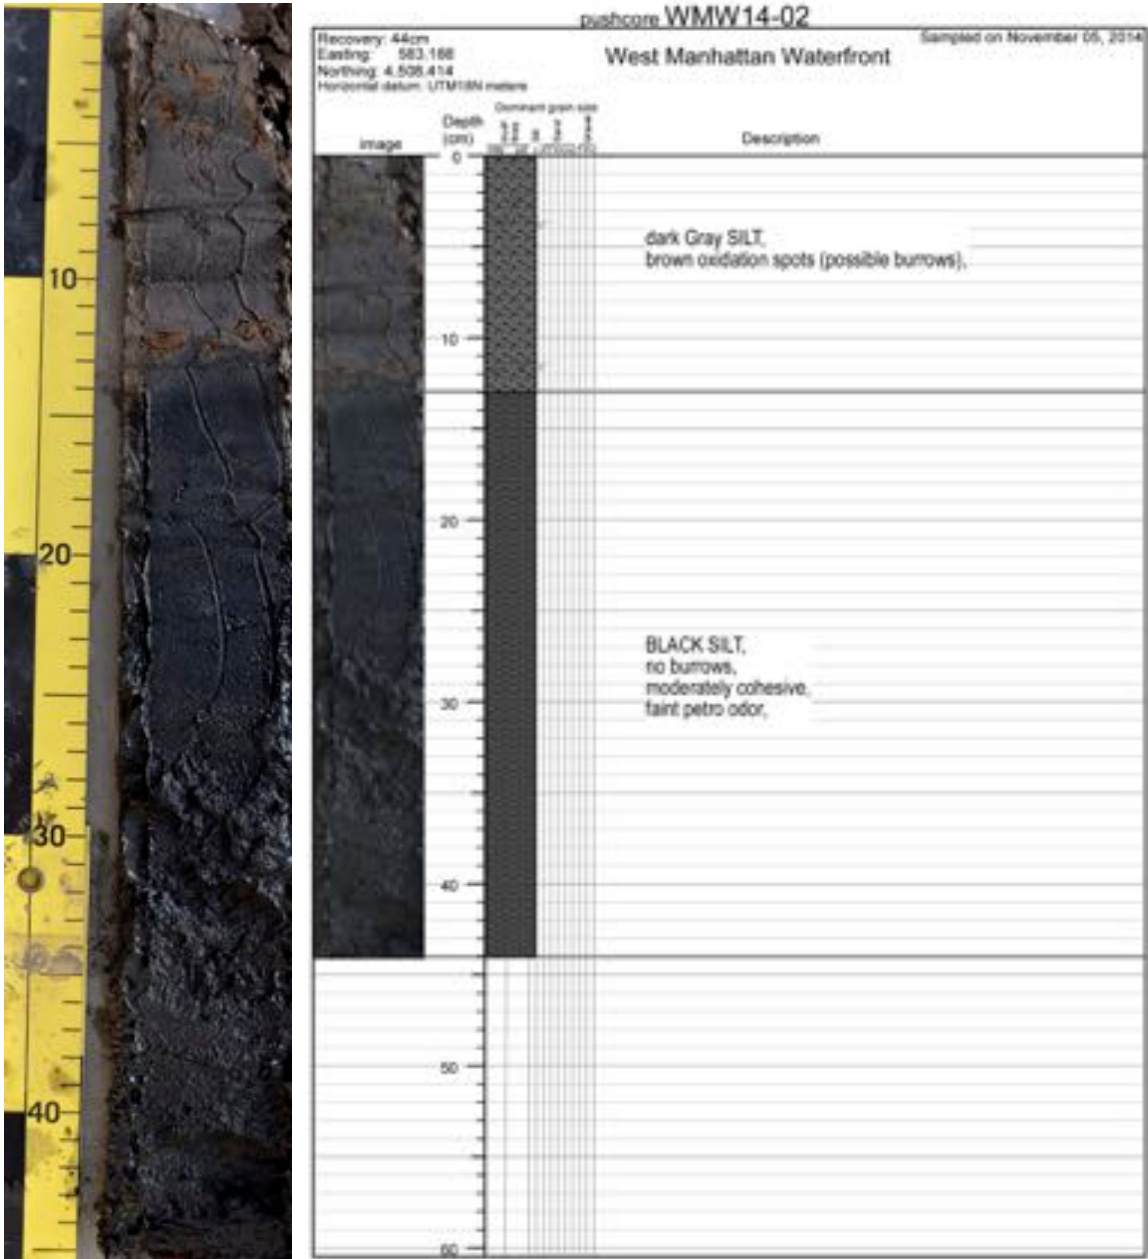 10
20
30
40
pushcore WMW14-02
Recovery: 44cm
Easting: 583.168
Northing: 4,508,414
Horizontal datum: UTM18N meters
West Manhattan Waterfront
Sampled on November 05, 2014
Dominant grain size
image
Depth
(cm)
Description
0
10
20
30
40
50
60
dark Gray SILT,
brown oxidation spots (possible burrows),
BLACK SILT,
no burrows,
moderately cohesive,
faint petro odor,